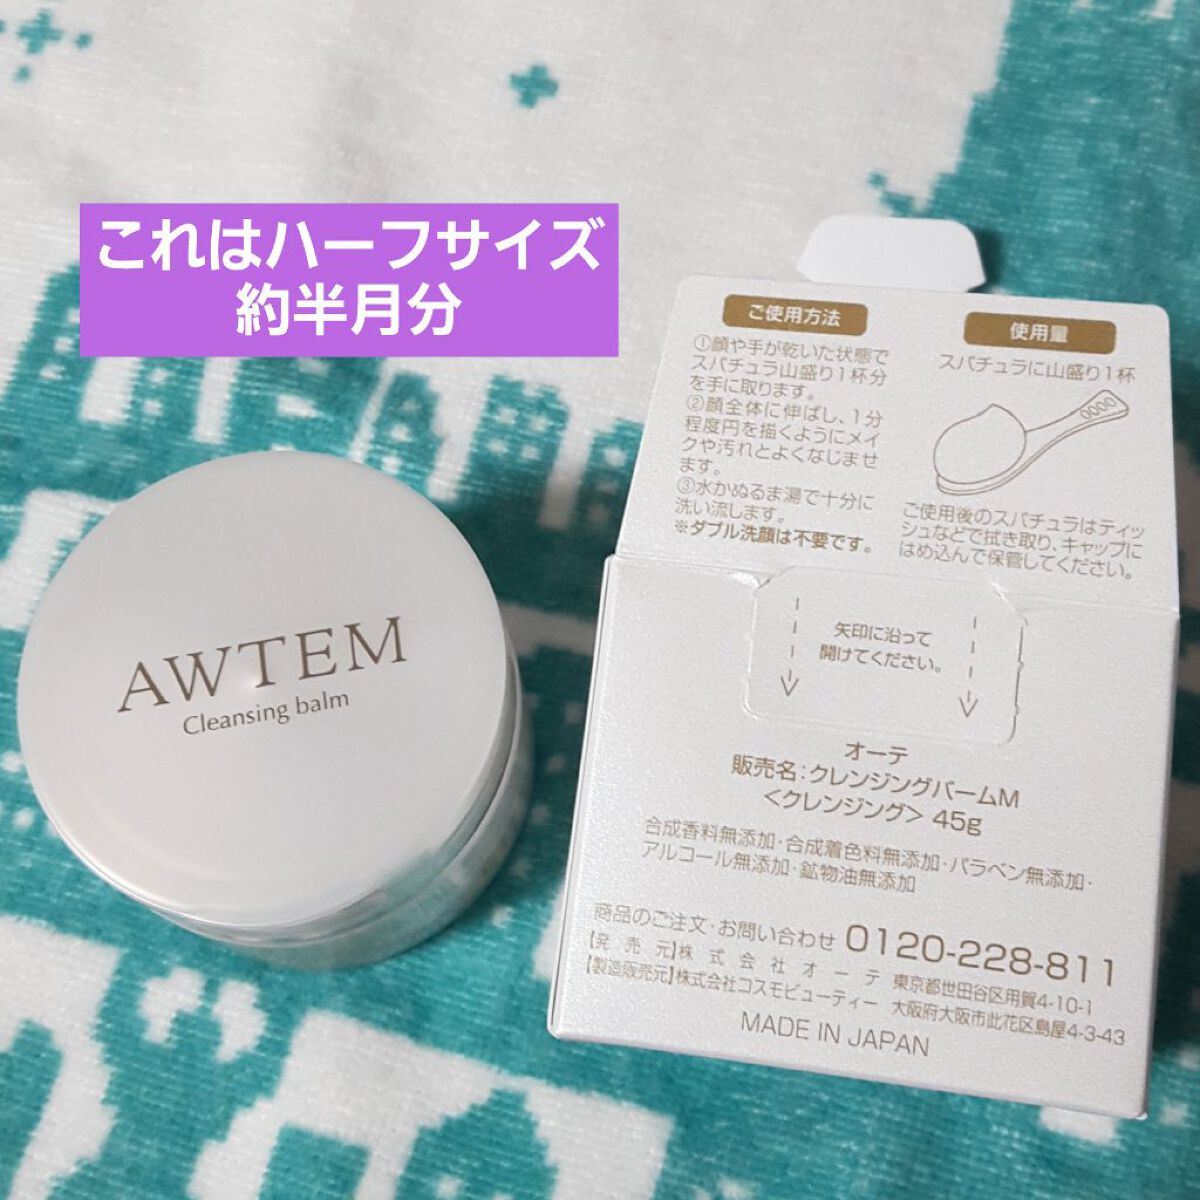 これはハーフサイズ
約半月分
AWTEM
Cleansing balm
ご使用方法
①顔や手が乾いた状態で
スパチュラ山盛り1杯分
を手に取ります。
②顔全体に伸ばし、1分
程度円を描くようにメイ
クや汚れとよくなじませ
ます。
③水かぬるま湯で十分に
洗い流します。
※ダブル洗顔は不要です。
使用量
スパチュラに山盛り1杯
ご使用後のスパチュラはティッ
シュなどで拭き取り、キャップに
はめ込んで保管してください。
矢印に沿って
開けてください。
オーテ
販売名:クレンジングバームM
<クレンジング> 45g
合成香料無添加・合成着色料無添加・パラベン無添加・
アルコール無添加・鉱物油無添加
商品のご注文・お問い合わせ 0120-228-811
【発売元】株式会社オーテ 東京都世田谷区用賀4-10-1
【製造販売元】株式会社コスモビューティー 大阪府大阪市此花区島屋4-3-43
MADE IN JAPAN